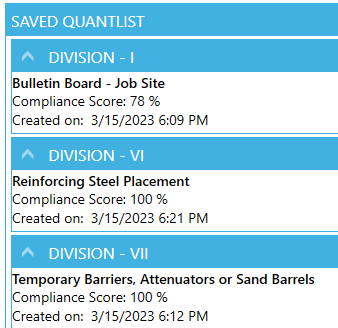 SAVED QUANTLIST
DIVISION - I
Bulletin Board - Job Site
Compliance Score: 78 %
Created on: 3/15/2023 6:09 PM
DIVISION - VI
Reinforcing Steel Placement
Compliance Score: 100 %
Created on: 3/15/2023 6:21 PM
DIVISION - VII
Temporary Barriers, Attenuators or Sand Barrels
Compliance Score: 100 %
Created on: 3/15/2023 6:12 PM